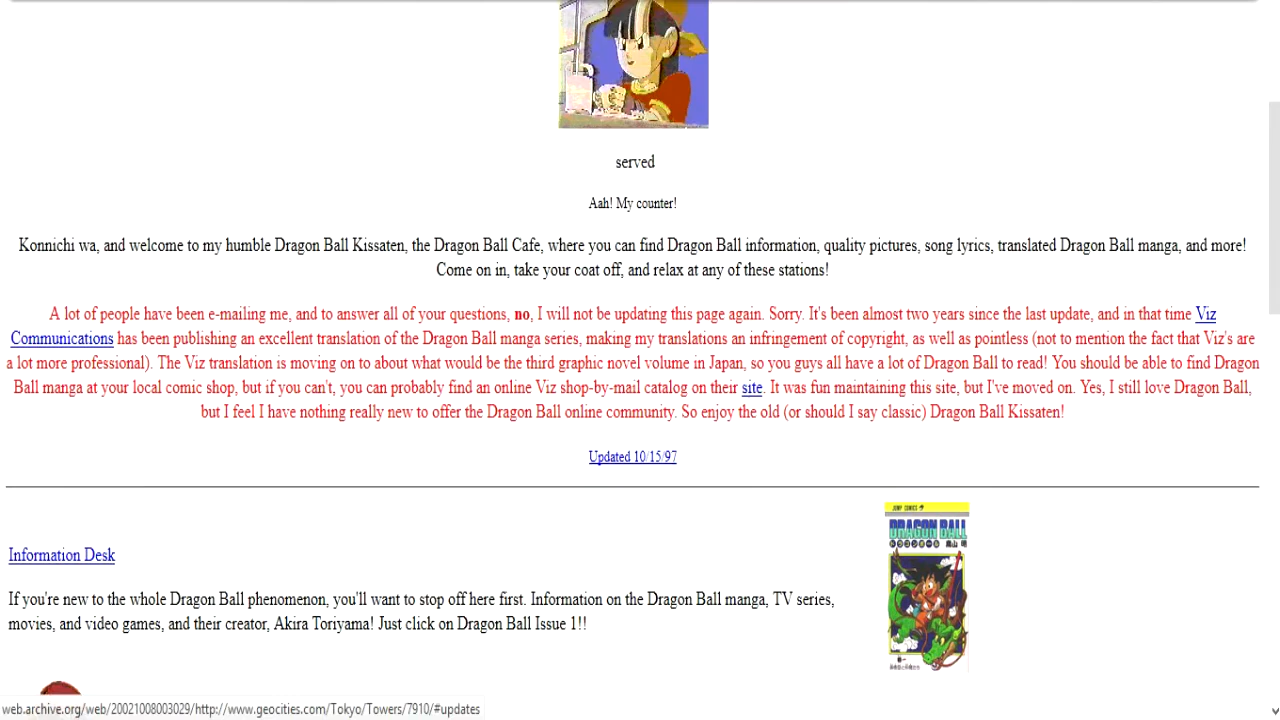 served
Aah! My counter!
Konnichi wa, and welcome to my humble Dragon Ball Kissaten, the Dragon Ball Cafe, where you can find Dragon Ball information, quality pictures, song lyrics, translated Dragon Ball manga, and more!
Come on in, take your coat off, and relax at any of these stations!
A lot of people have been e-mailing me, and to answer all of your questions, no, I will not be updating this page again. Sorry. It's been almost two years since the last update, and in that time Viz
Communications has been publishing an excellent translation of the Dragon Ball manga series, making my translations an infringement of copyright, as well as pointless (not to mention the fact that Viz's are
a lot more professional). The Viz translation is moving on to about what would be the third graphic novel volume in Japan, so you guys all have a lot of Dragon Ball to read! You should be able to find Dragon
Ball manga at your local comic shop, but if you can't, you can probably find an online Viz shop-by-mail catalog on their site. It was fun maintaining this site, but I've moved on. Yes, I still love Dragon Ball,
but I feel I have nothing really new to offer the Dragon Ball online community. So enjoy the old (or should I say classic) Dragon Ball Kissaten!
Updated 10/15/97
JUMP COMICS
DRAGON BALL
Information Desk
If you're new to the whole Dragon Ball phenomenon, you'll want to stop off here first. Information on the Dragon Ball manga, TV series,
movies, and video games, and their creator, Akira Toriyama! Just click on Dragon Ball Issue 1!!
web.archive.org/web/20021008003029/http://www.geocities.com/Tokyo/Towers/7910/#updates